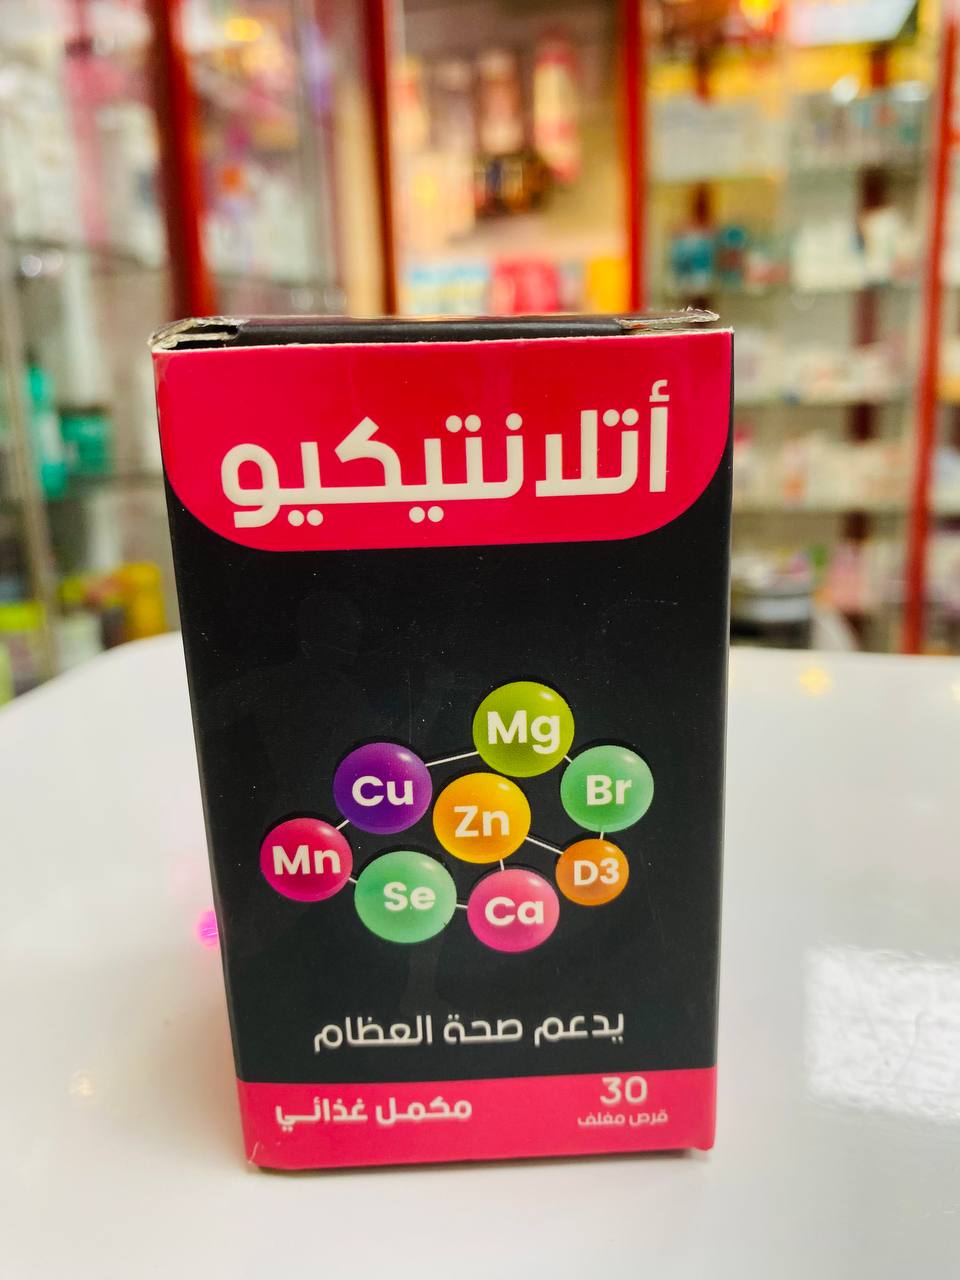 أتلانتيكيو
Mg
Cu
Br
Zn
Mn
D3
Se
Ca
يدعم صحة العظام
30
قرص مغلف
مكمل غذائي